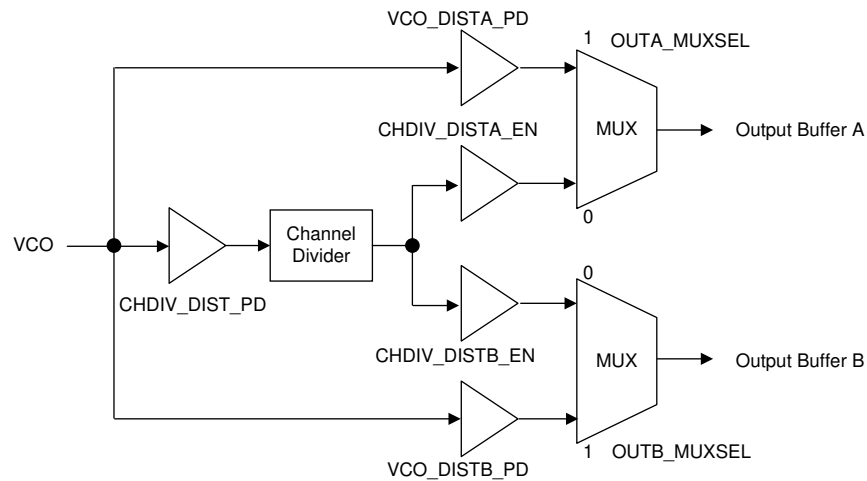 VCO_DISTA_PD
1
OUTA_MUXSEL
MUX
Output Buffer A
CHDIV_DISTA_EN
0
VCO
Channel
Divider
CHDIV_DIST_PD
0
CHDIV_DISTB_EN
MUX
Output Buffer B
VCO_DISTB_PD
1
OUTB_MUXSEL